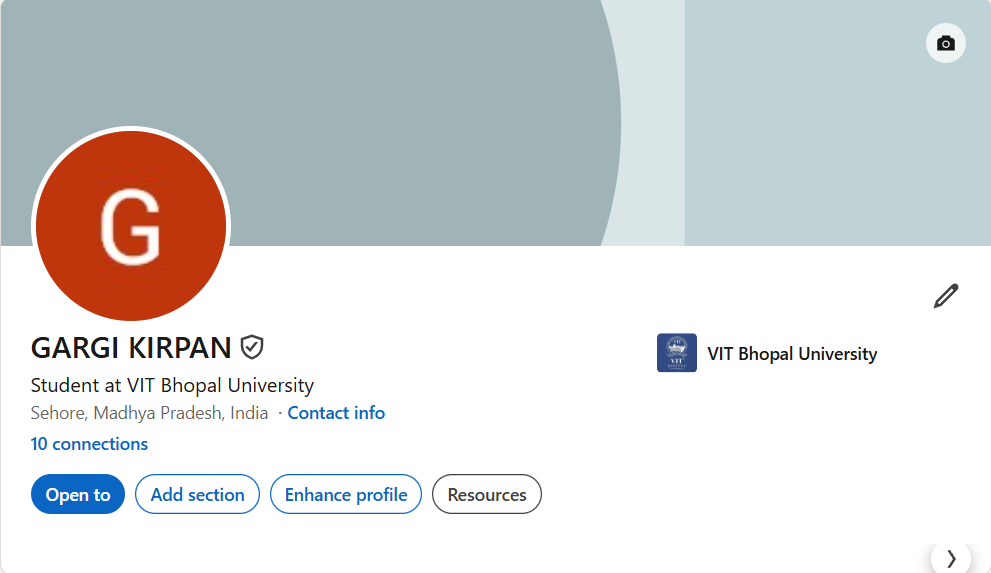 G
GARGI KIRPAN
VIT Bhopal University
Student at VIT Bhopal University
Sehore, Madhya Pradesh, India · Contact info
10 connections
Open to
Add section
Enhance profile
Resources